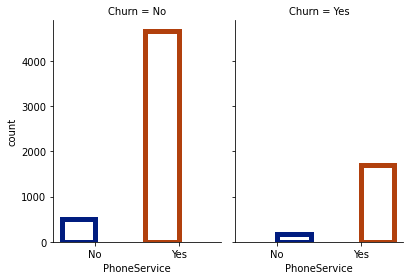 Churn = No
Churn = Yes
count
4000
3000
2000
1000
0
No
Yes
No
Yes
PhoneService
PhoneService